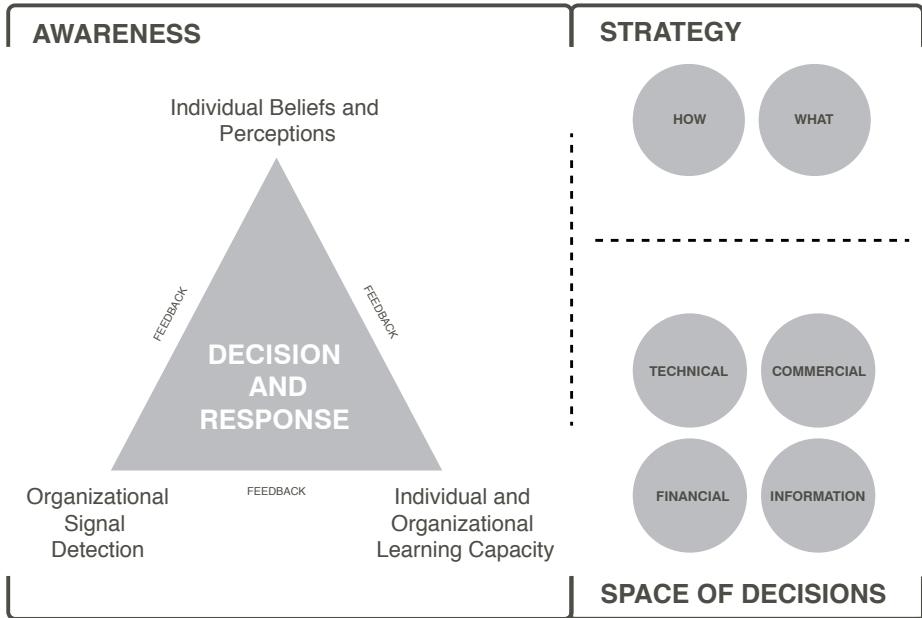 AWARENESS
Individual Beliefs and
Perceptions
FEEDBACK
FEEDBACK
DECISION
AND
RESPONSE
FEEDBACK
Organizational
Signal
Detection
Individual and
Organizational
Learning Capacity
STRATEGY
HOW
WHAT
TECHNICAL
COMMERCIAL
FINANCIAL
INFORMATION
SPACE OF DECISIONS